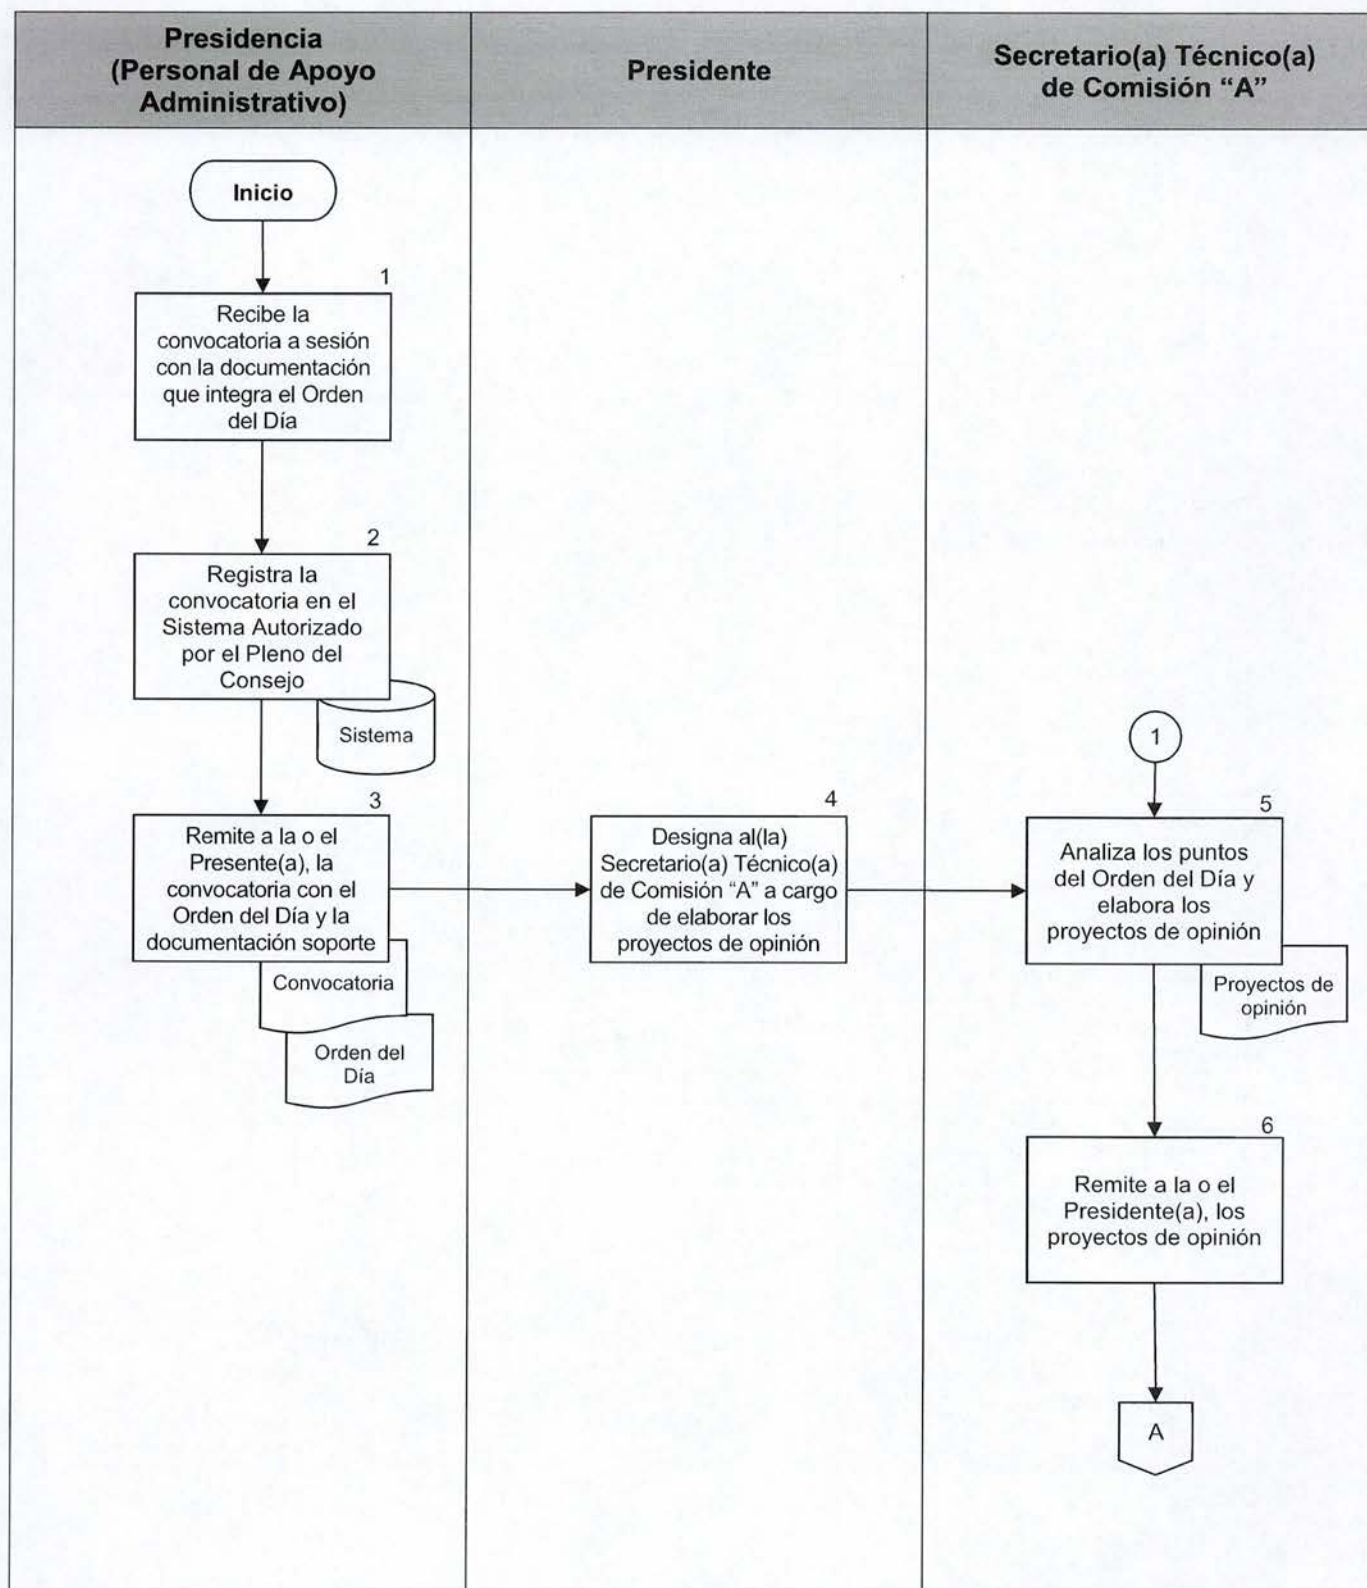 Presidencia
(Personal de Apoyo
Administrativo)
Presidente
Secretario(a) Técnico(a)
de Comisión “A”
Inicio
1
Recibe la
convocatoria a sesión
con la documentación
que integra el Orden
del Día
2
Registra la
convocatoria en el
Sistema Autorizado
por el Pleno del
Consejo
Sistema
3
Remite a la o el
Presente(a), la
convocatoria con el
Orden del Día y la
documentación soporte
Convocatoria
Orden del
Día
4
Designa al(la)
Secretario(a) Técnico(a)
de Comisión “A” a cargo
de elaborar los
proyectos de opinión
1
5
Analiza los puntos
del Orden del Día y
elabora los
proyectos de opinión
Proyectos de
opinión
6
Remite a la o el
Presidente(a), los
proyectos de opinión
A